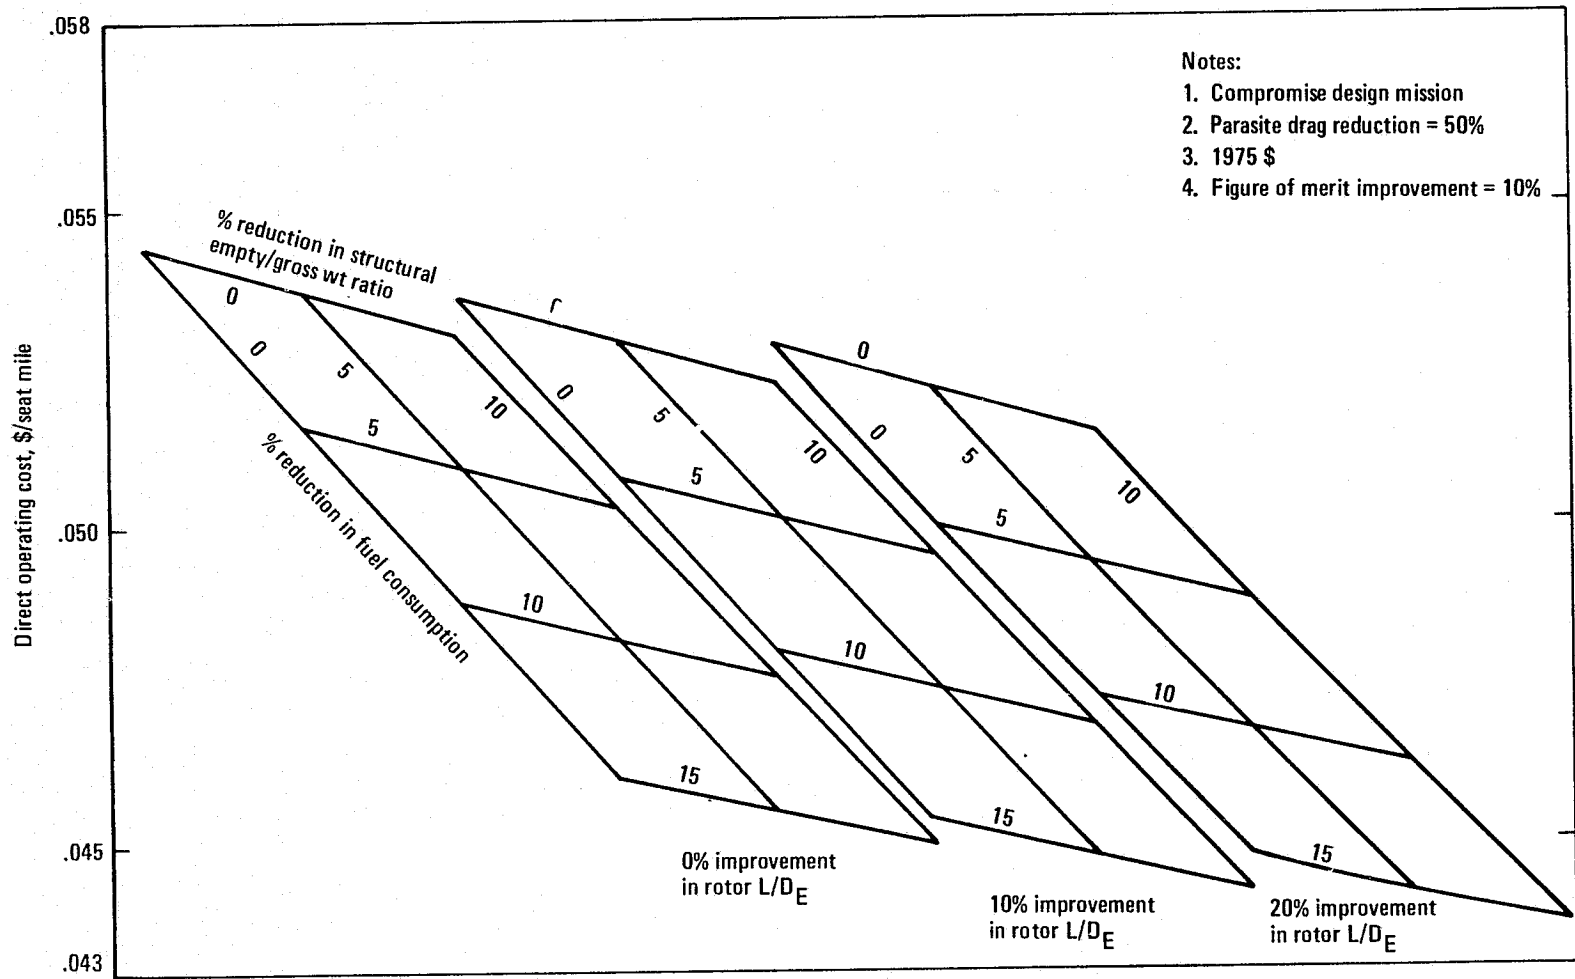 .058
.055
.050
.045
.043
Direct operating cost, $/seat mile
Notes:
1. Compromise design mission
2. Parasite drag reduction = 50%
3. 1975 $
4. Figure of merit improvement = 10%
% reduction in structural
empty/gross wt ratio
0
0
5
10
5
% reduction in fuel consumption
10
15
0% improvement
in rotor L/DE
0
5
10
5
10
15
10% improvement
in rotor L/DE
0
0
5
10
5
10
15
20% improvement
in rotor L/DE